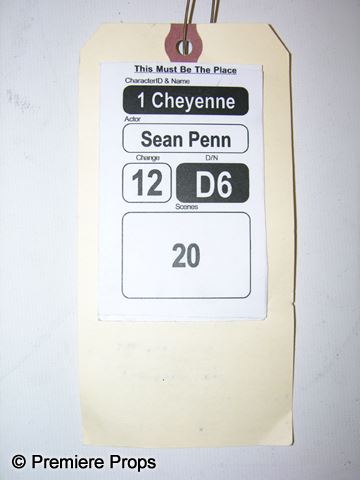 This Must Be The Place
CharacterID & Name
1 Cheyenne
Actor
Sean Penn
Change D/N
12 D6
Scenes
20
© Premiere Props